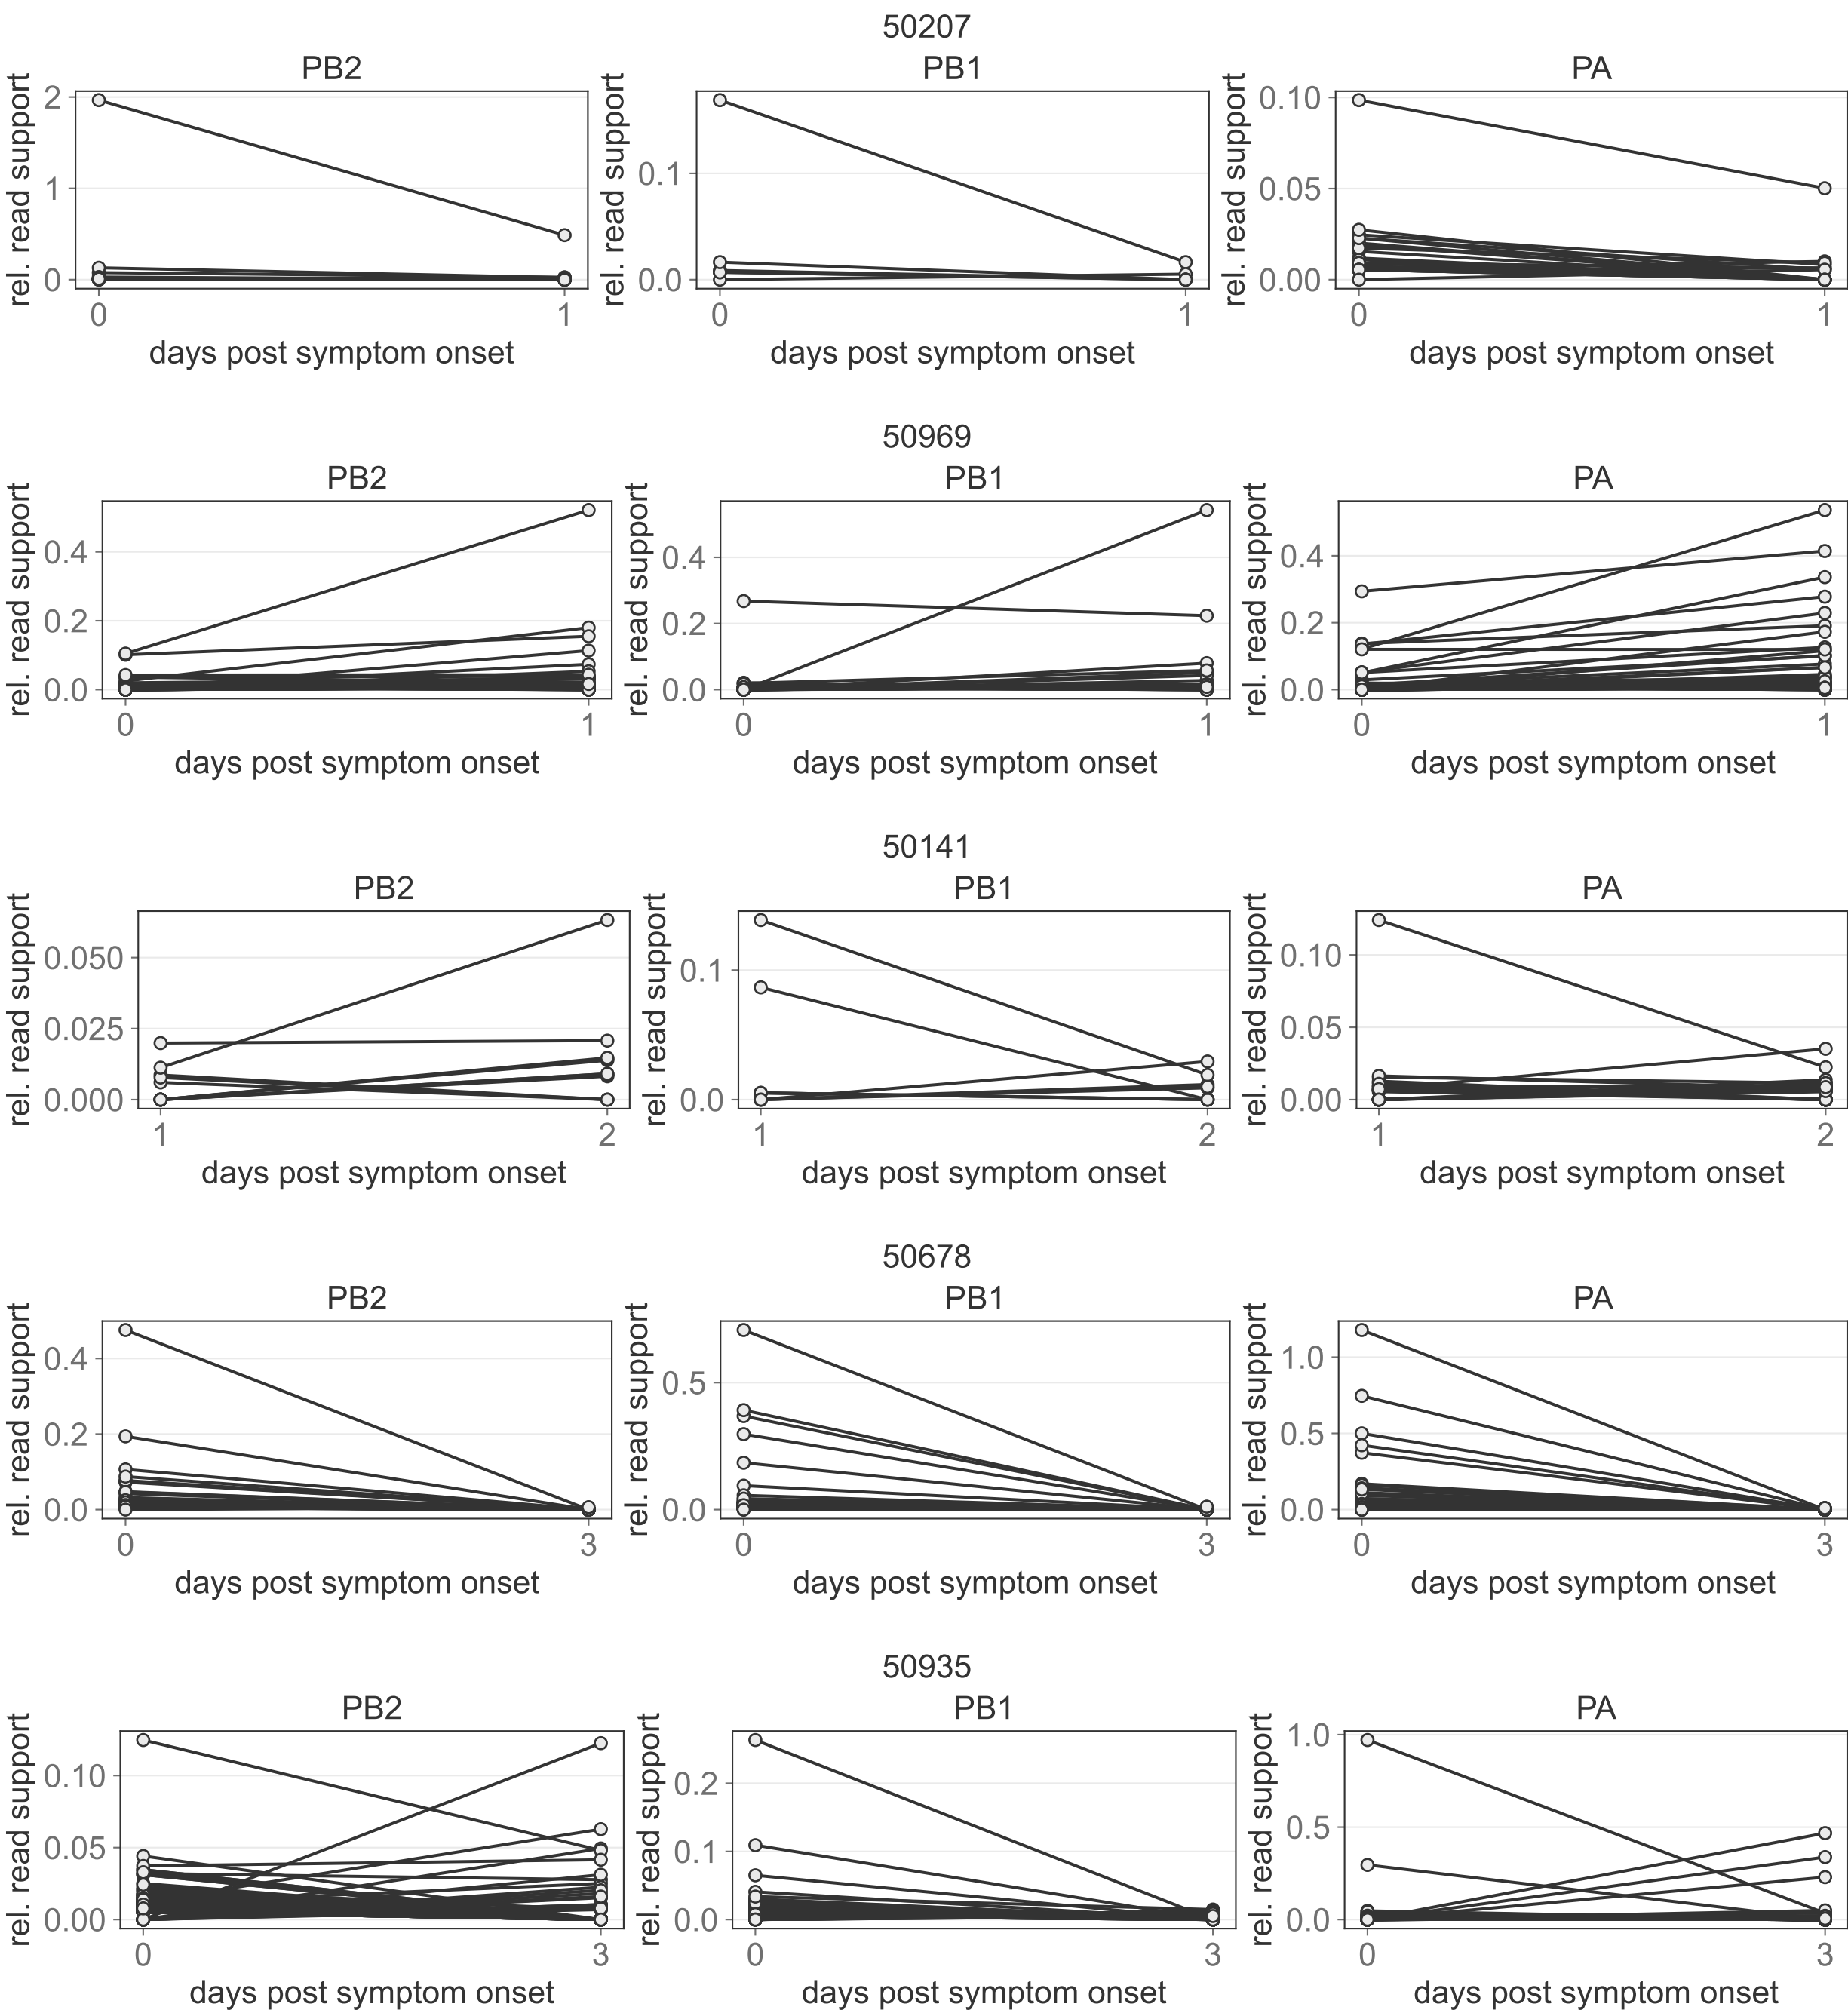 50207
PB2 PB1 PA
rel. read support 2 1 0 rel. read support 0.1 0.0 rel. read support 0.10 0.05 0.00
0 1 0 1 0 1
days post symptom onset days post symptom onset days post symptom onset
50969
PB2 PB1 PA
rel. read support 0.4 0.2 0.0 rel. read support 0.4 0.2 0.0 rel. read support 0.4 0.2 0.0
0 1 0 1 0 1
days post symptom onset days post symptom onset days post symptom onset
50141
PB2 PB1 PA
rel. read support 0.050 0.025 0.000 rel. read support 0.1 0.0 rel. read support 0.10 0.05 0.00
1 2 1 2 1 2
days post symptom onset days post symptom onset days post symptom onset
50678
PB2 PB1 PA
rel. read support 0.4 0.2 0.0 rel. read support 0.5 0.0 rel. read support 1.0 0.5 0.0
0 3 0 3 0 3
days post symptom onset days post symptom onset days post symptom onset
50935
PB2 PB1 PA
rel. read support 0.10 0.05 0.00 rel. read support 0.2 0.1 0.0 rel. read support 1.0 0.5 0.0
0 3 0 3 0 3
days post symptom onset days post symptom onset days post symptom onset